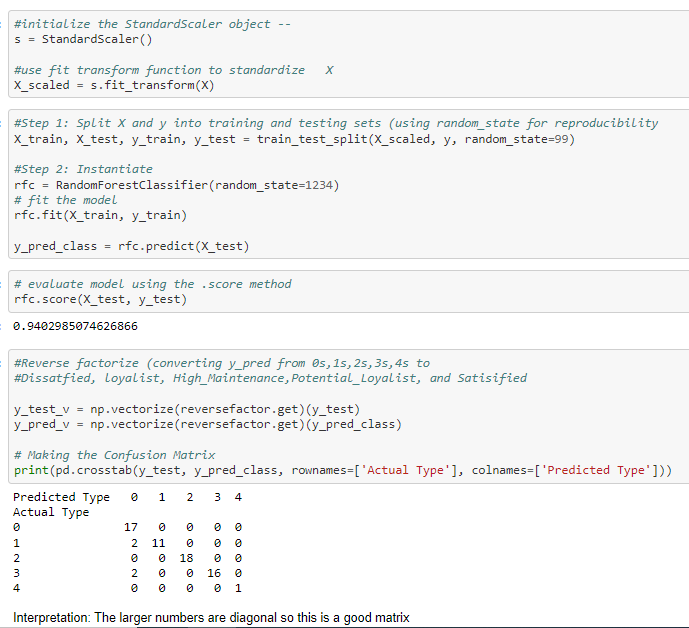 #initialize the StandardScaler object --
s = StandardScaler()
#use fit transform function to standardize   X
X_scaled = s.fit_transform(X)
#Step 1: Split X and y into training and testing sets (using random_state for reproducibility
X_train, X_test, y_train, y_test = train_test_split(X_scaled, y, random_state=99)
#Step 2: Instantiate
rfc = RandomForestClassifier(random_state=1234)
# fit the model
rfc.fit(X_train, y_train)
y_pred_class = rfc.predict(X_test)
# evaluate model using the .score method
rfc.score(X_test, y_test)
0.9402985074626866
#Reverse factorize (converting y_pred from 0s,1s,2s,3s,4s to
#Dissatfied, loyalist, High_Maintenance,Potential_Loyalist, and Satisified
y_test_v = np.vectorize(reversefactor.get)(y_test)
y_pred_v = np.vectorize(reversefactor.get)(y_pred_class)
# Making the Confusion Matrix
print(pd.crosstab(y_test, y_pred_class, rownames=['Actual Type'], colnames=['Predicted Type']))
Predicted Type   0   1   2   3  4
Actual Type
0               17   0   0   0  0
1                2  11   0   0  0
2                0   0  18   0  0
3                2   0   0  16  0
4                0   0   0   0  1
Interpretation: The larger numbers are diagonal so this is a good matrix